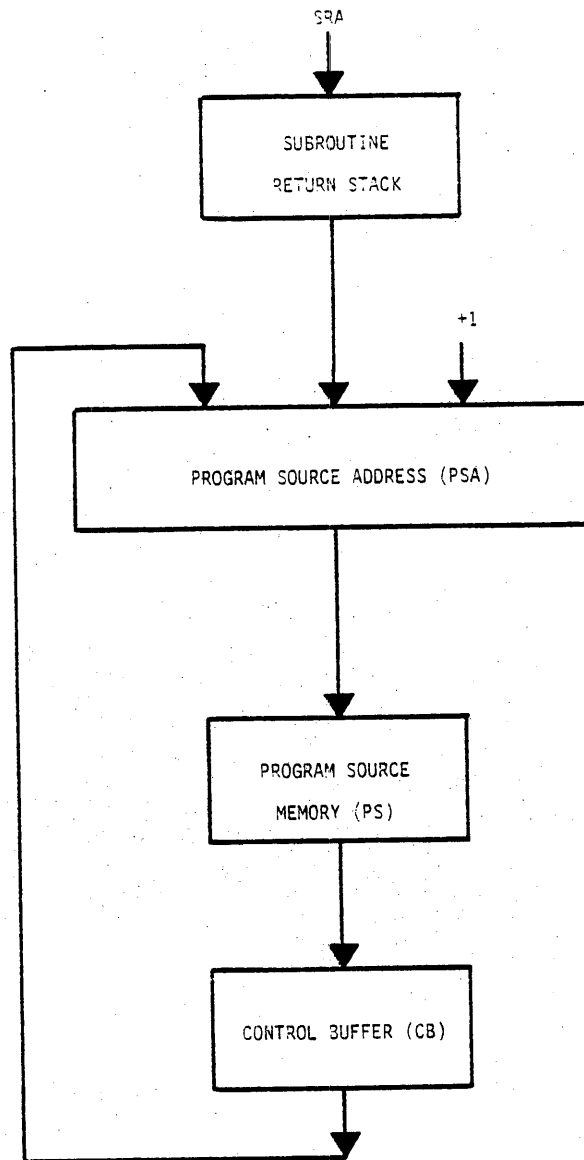 SRA
SUBROUTINE
RETURN STACK
+1
PROGRAM SOURCE ADDRESS (PSA)
PROGRAM SOURCE
MEMORY (PS)
CONTROL BUFFER (CB)